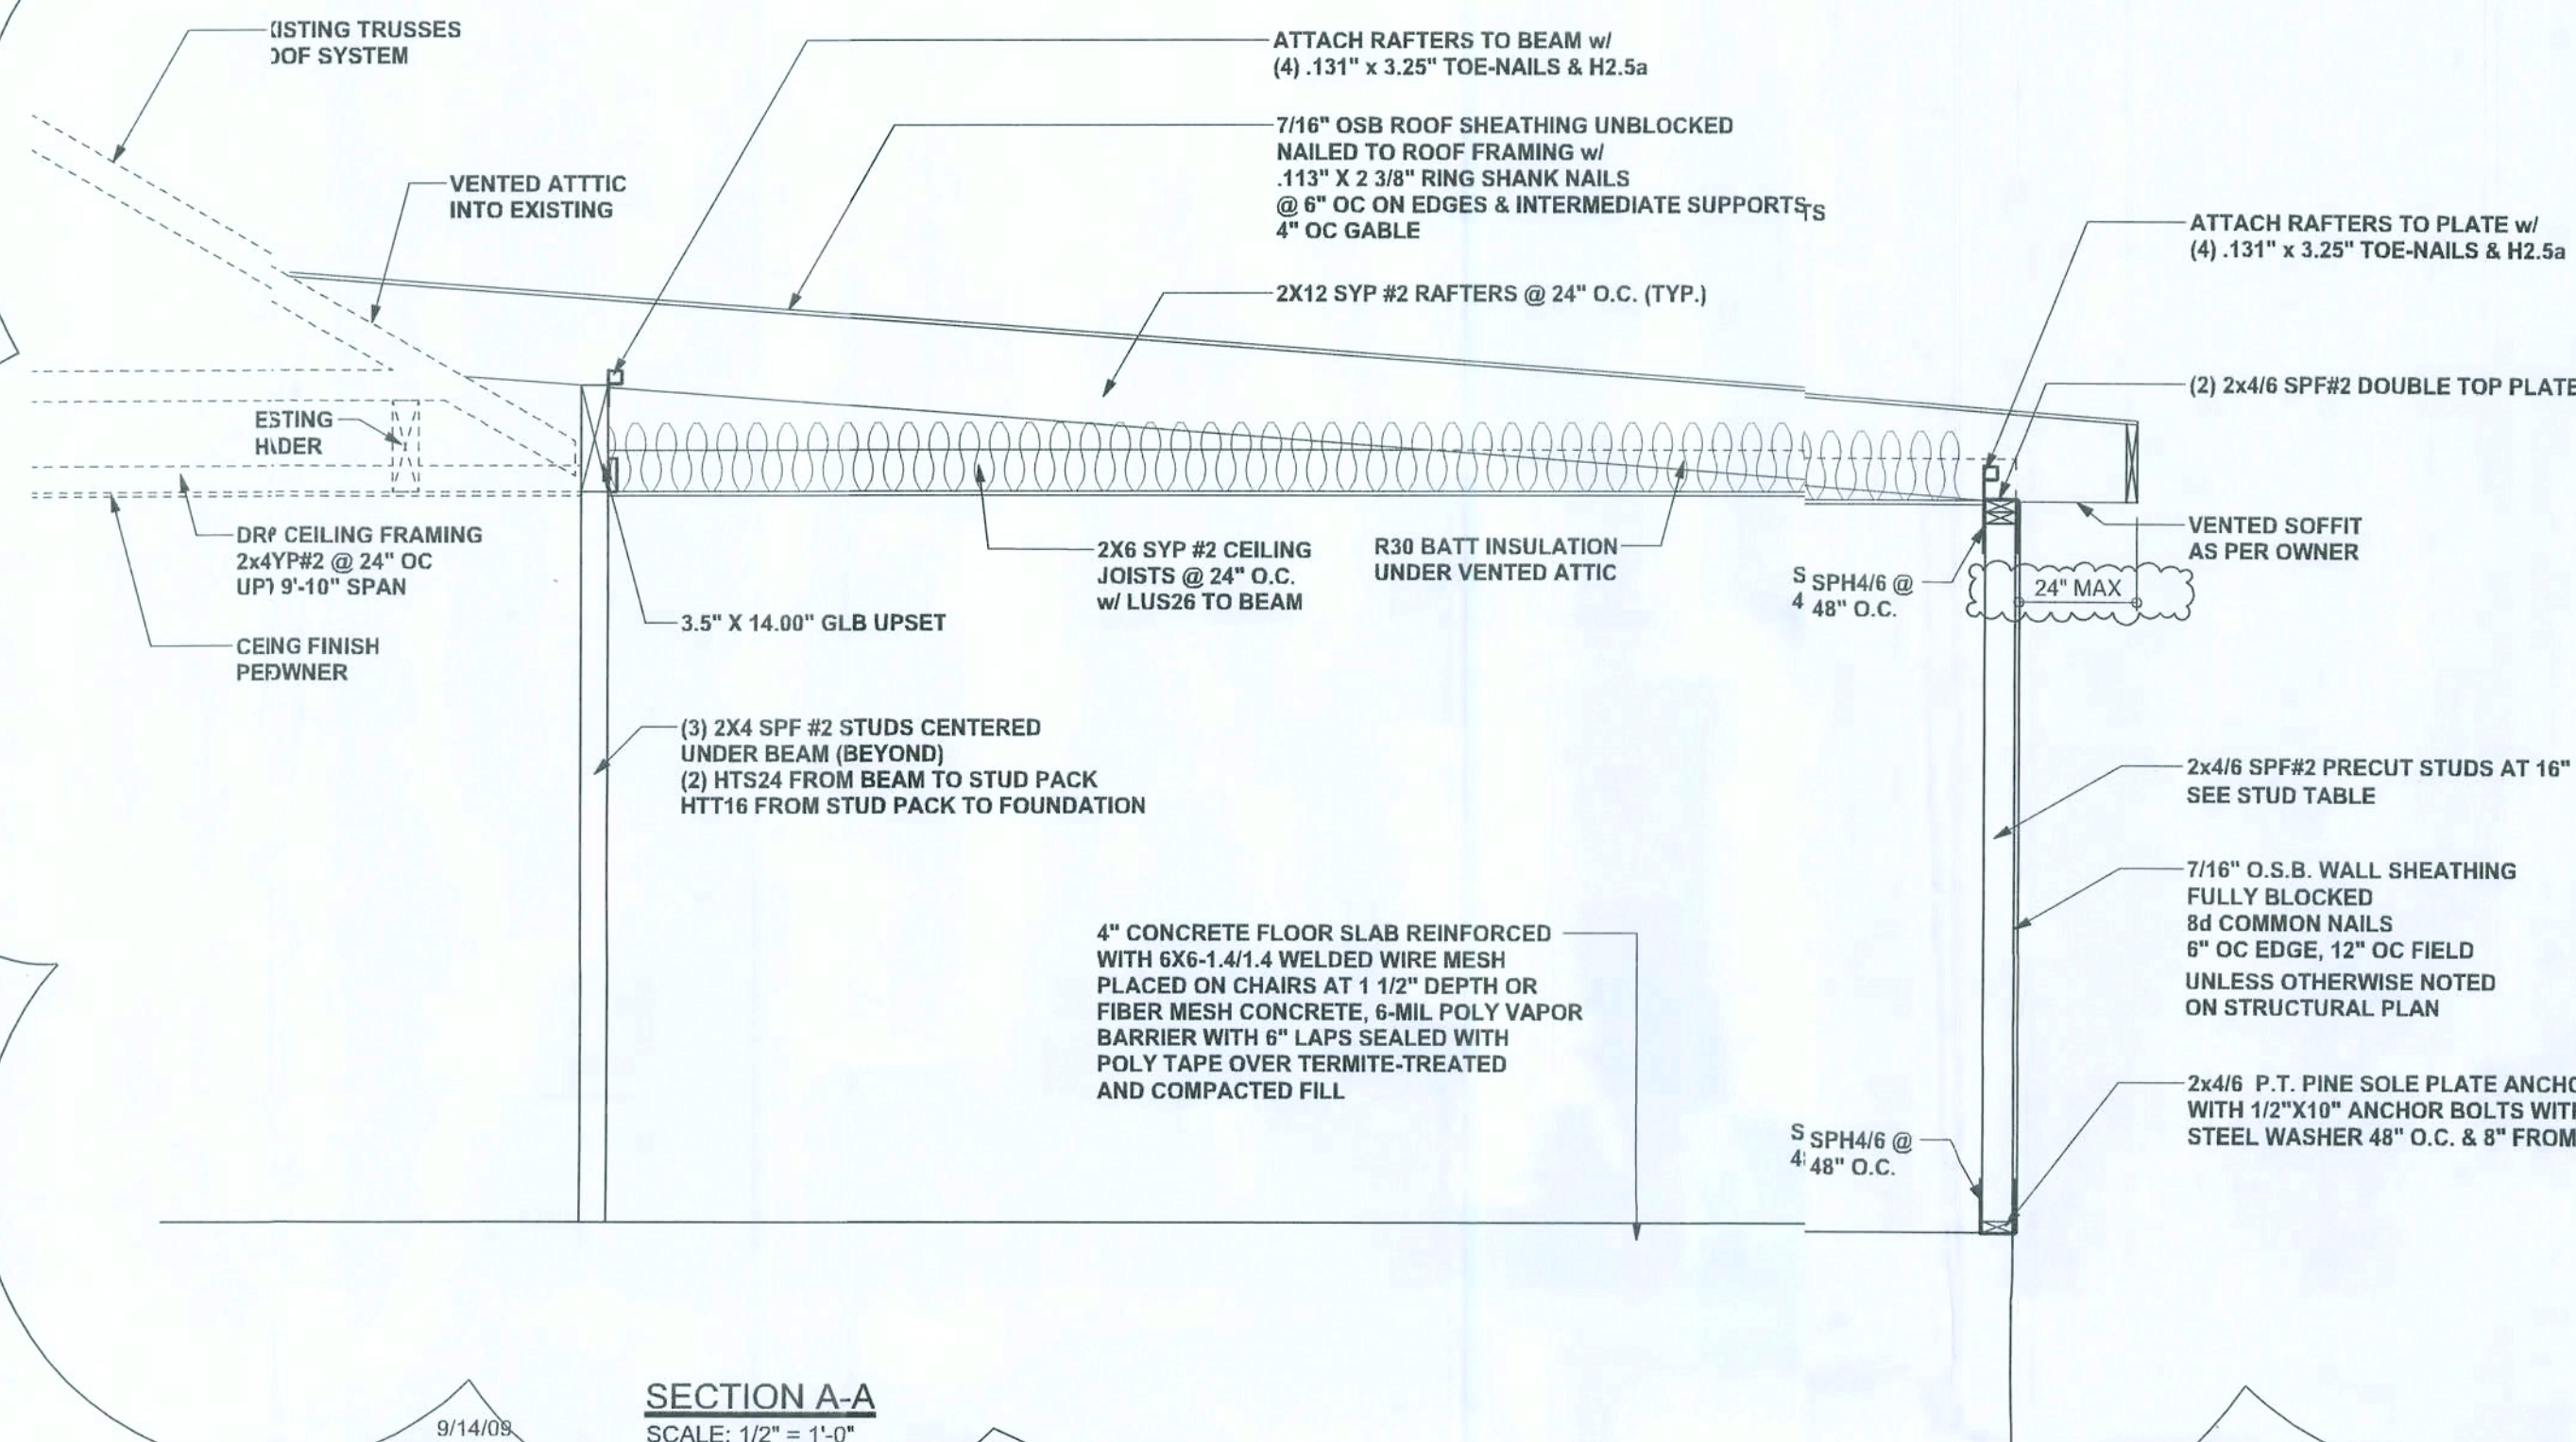 ISTING TRUSSES
OOF SYSTEM
VENTED ATTTIC
INTO EXISTING
ATTACH RAFTERS TO BEAM w/
(4) .131" x 3.25" TOE-NAILS & H2.5a
7/16" OSB ROOF SHEATHING UNBLOCKED
NAILED TO ROOF FRAMING w/
.113" X 2 3/8" RING SHANK NAILS
@ 6" OC ON EDGES & INTERMEDIATE SUPPORTS
4" OC GABLE
2X12 SYP #2 RAFTERS @ 24" O.C. (TYP.)
ATTACH RAFTERS TO PLATE w/
(4) .131" x 3.25" TOE-NAILS & H2.5a
(2) 2x4/6 SPF#2 DOUBLE TOP PLATE
ESTING
HDER
DRP CEILING FRAMING
2x4YP#2 @ 24" OC
UPT 9'-10" SPAN
CEING FINISH
PEOWNER
3.5" X 14.00" GLB UPSET
2X6 SYP #2 CEILING
JOISTS @ 24" O.C.
w/ LUS26 TO BEAM
R30 BATT INSULATION
UNDER VENTED ATTIC
S SPH4/6 @
4 48" O.C.
VENTED SOFFIT
AS PER OWNER
24" MAX
(3) 2X4 SPF #2 STUDS CENTERED
UNDER BEAM (BEYOND)
(2) HTS24 FROM BEAM TO STUD PACK
HTT16 FROM STUD PACK TO FOUNDATION
2x4/6 SPF#2 PRECUT STUDS AT 16"
SEE STUD TABLE
7/16" O.S.B. WALL SHEATHING
FULLY BLOCKED
8d COMMON NAILS
6" OC EDGE, 12" OC FIELD
UNLESS OTHERWISE NOTED
ON STRUCTURAL PLAN
4" CONCRETE FLOOR SLAB REINFORCED
WITH 6X6-1.4/1.4 WELDED WIRE MESH
PLACED ON CHAIRS AT 1 1/2" DEPTH OR
FIBER MESH CONCRETE, 6-MIL POLY VAPOR
BARRIER WITH 6" LAPS SEALED WITH
POLY TAPE OVER TERMITE-TREATED
AND COMPACTED FILL
S SPH4/6 @
4 48" O.C.
2x4/6 P.T. PINE SOLE PLATE ANCHO
WITH 1/2"X10" ANCHOR BOLTS WITH
STEEL WASHER 48" O.C. & 8" FROM
SECTION A-A
SCALE: 1/2" = 1'-0"
9/14/09